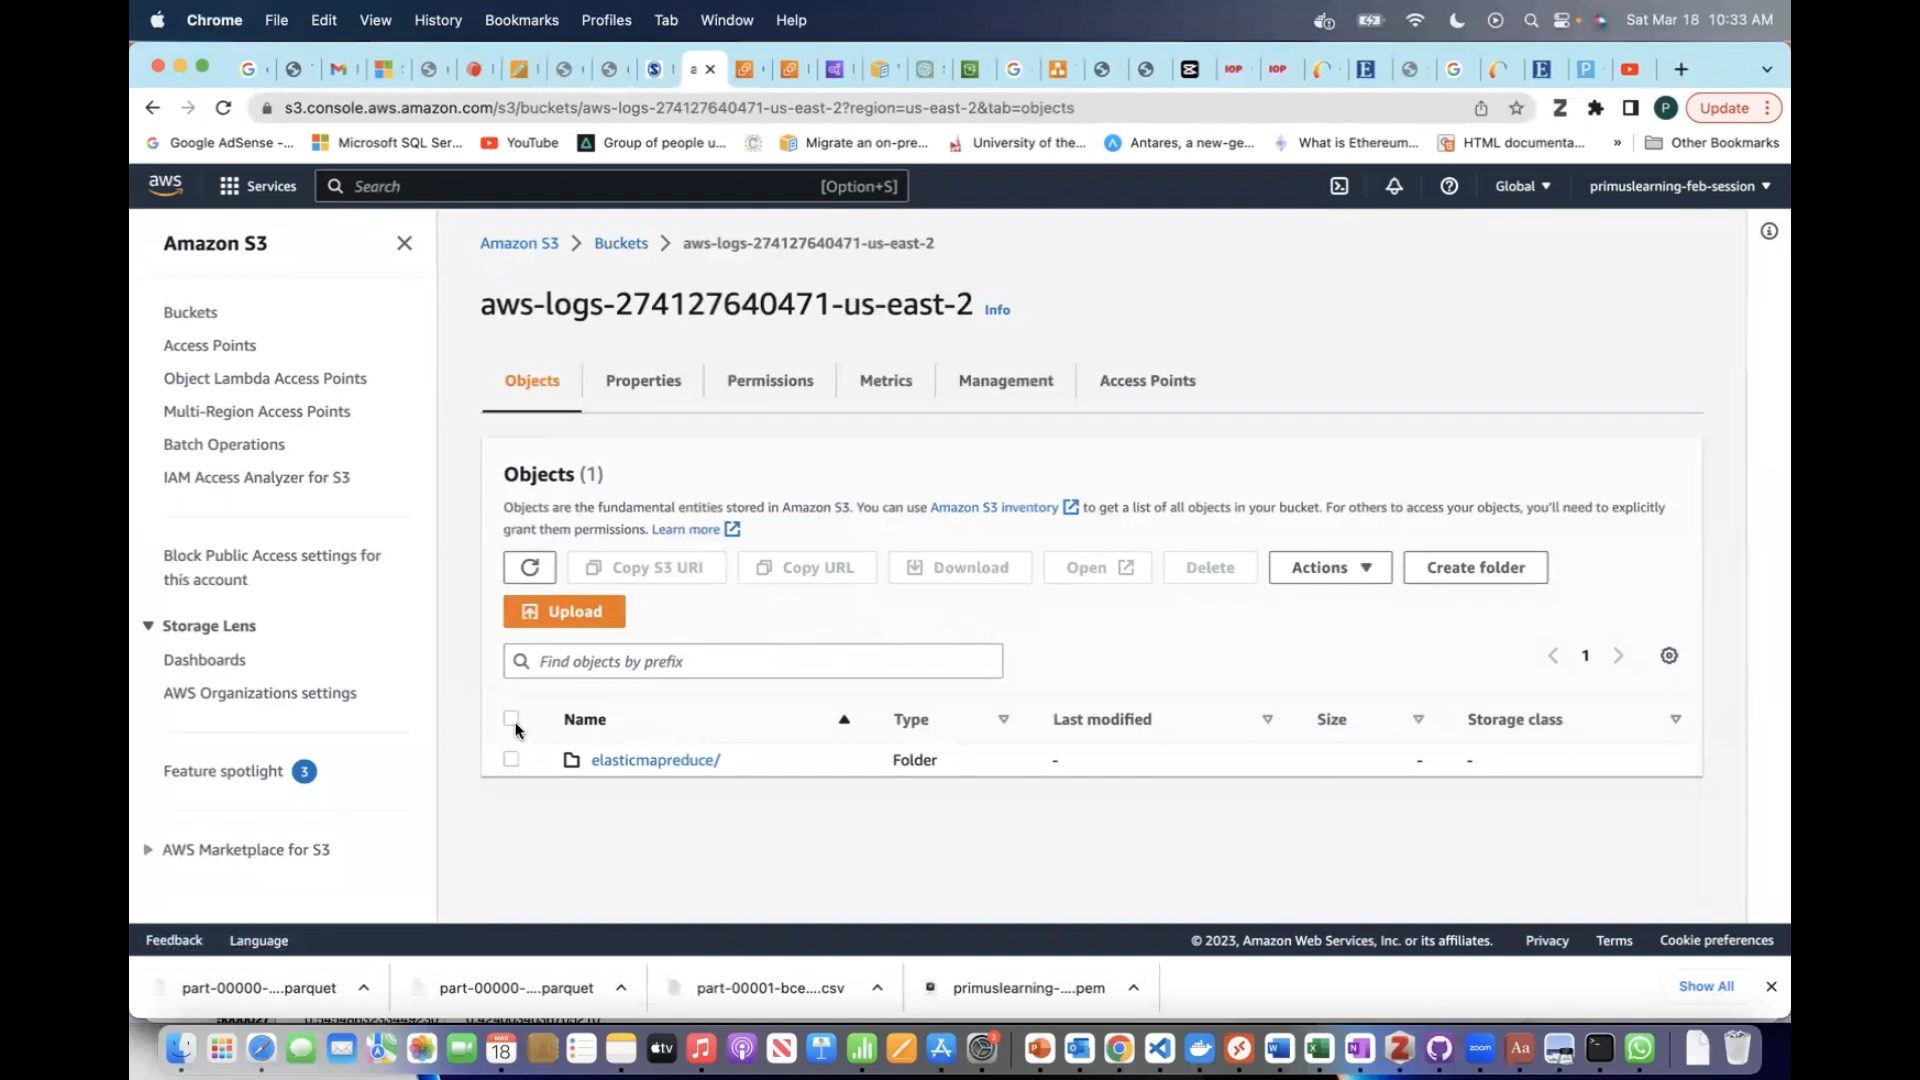 Chrome File Edit View History Bookmarks Profiles Tab Window Help Sat Mar 18 10:33 AM
a IOP IOP E E P
s3.console.aws.amazon.com/s3/buckets/aws-logs-274127640471-us-east-2?region=us-east-2&tab=objects Z P Update
Google AdSense -... Microsoft SQL Ser... YouTube Group of people u... Migrate an on-pre... University of the... Antares, a new-ge... What is Ethereum... HTML documenta... » Other Bookmarks
aws Services Search [Option+S] Global primuslearning-feb-session
Amazon S3
Buckets
Access Points
Object Lambda Access Points
Multi-Region Access Points
Batch Operations
IAM Access Analyzer for S3
Block Public Access settings for
this account
Storage Lens
Dashboards
AWS Organizations settings
Feature spotlight 3
AWS Marketplace for S3
Amazon S3 > Buckets > aws-logs-274127640471-us-east-2
aws-logs-274127640471-us-east-2 Info
Objects Properties Permissions Metrics Management Access Points
Objects (1)
Objects are the fundamental entities stored in Amazon S3. You can use Amazon S3 inventory to get a list of all objects in your bucket. For others to access your objects, you'll need to explicitly
grant them permissions. Learn more
Copy S3 URI Copy URL Download Open Delete Actions Create folder
Upload
Find objects by prefix
1
Name Type Last modified Size Storage class
elasticmapreduce/ Folder - - -
Feedback Language © 2023, Amazon Web Services, Inc. or its affiliates. Privacy Terms Cookie preferences
part-00000-....parquet part-00000-....parquet part-00001-bce....csv primuslearning-....pem Show All
MAR
18 tv zoom Aa